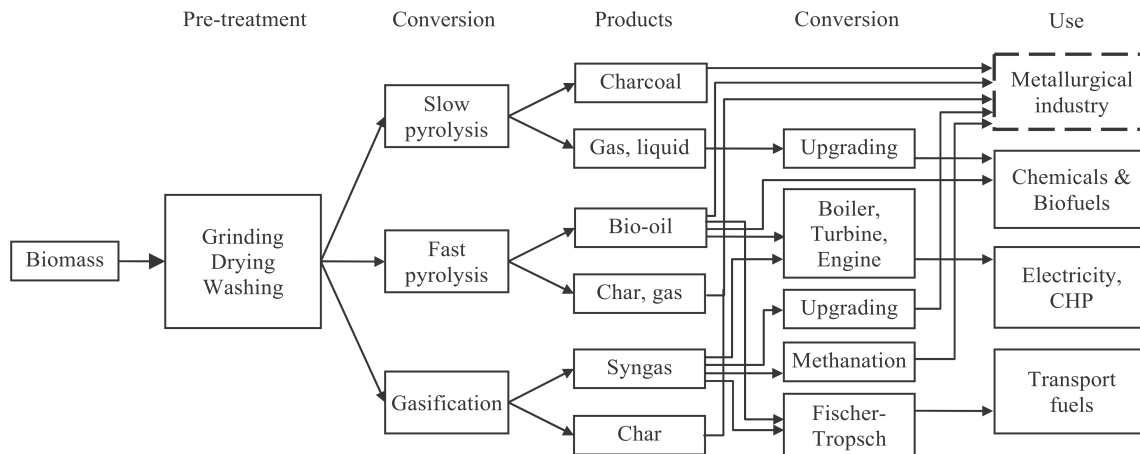 Pre-treatment
Conversion
Products
Conversion
Use
Biomass
Grinding
Drying
Washing
Slow
pyrolysis
Fast
pyrolysis
Gasification
Charcoal
Gas, liquid
Bio-oil
Char, gas
Syngas
Char
Upgrading
Boiler,
Turbine,
Engine
Upgrading
Methanation
Fischer-
Tropsch
Metallurgical
industry
Chemicals &
Biofuels
Electricity,
CHP
Transport
fuels